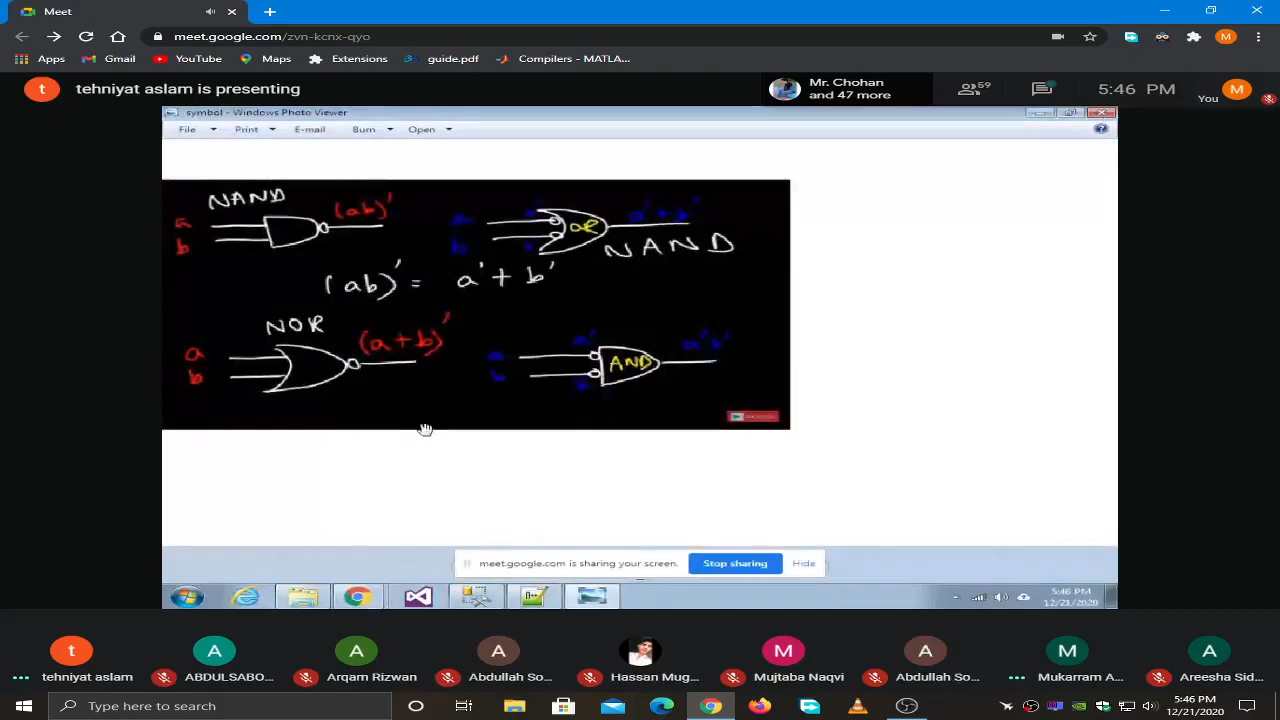 Meet
meet.google.com/zvn-kcnx-qyo
M
Apps
Gmail
YouTube
Maps
Extensions
guide.pdf
Compilers - MATLA...
t
tehniyat aslam is presenting
Mr. Chohan
and 47 more
59
5:46 PM
You
M
symbol - Windows Photo Viewer
File
Print
E-mail
Burn
Open
NAND
a
b
(ab)'
a
b
OR
a'+b'
NAND
(ab)' = a'+b'
NOR
a
b
(a+b)'
a
a'
AND
a'b'
meet.google.com is sharing your screen.
Stop sharing
Hide
5:46 PM
12/21/2020
t
A
A
A
M
A
M
A
tehniyat aslam
ABDULSABO...
Arqam Rizwan
Abdullah So...
Hassan Mug...
Mujtaba Naqvi
Abdullah So...
Mukarram A...
Areesha Sid...
Type here to search
5:46 PM
12/21/2020